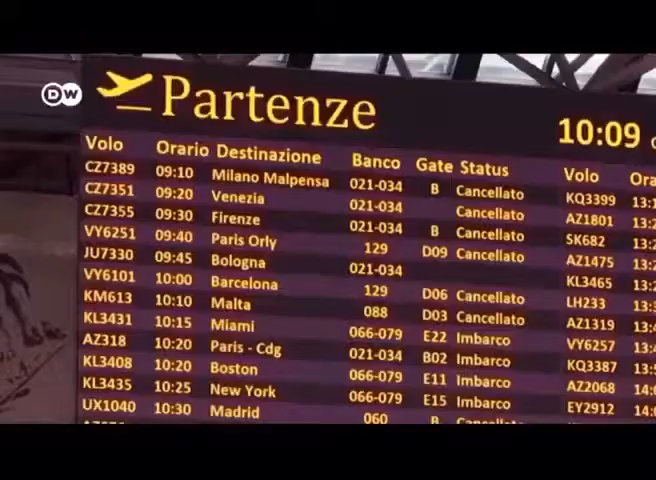 DW
Partenze 10:09
Volo Orario Destinazione Banco Gate Status Volo
CZ7389 09:10 Milano Malpensa 021-034 B Cancellato KQ3399
CZ7351 09:20 Venezia 021-034 Cancellato AZ1801
CZ7355 09:30 Firenze 021-034 B Cancellato SK682
VY6251 09:40 Paris Orly 129 D09 Cancellato AZ1475
JU7330 09:45 Bologna 021-034 KL3465
VY6101 10:00 Barcelona 129 D06 Cancellato LH233
KM613 10:10 Malta 088 D03 Cancellato AZ1319
KL3431 10:15 Miami 066-079 E22 Imbarco VY6257
AZ318 10:20 Paris - Cdg 021-034 B02 Imbarco KQ3387
KL3408 10:20 Boston 066-079 E11 Imbarco AZ2068
KL3435 10:25 New York 066-079 E15 Imbarco EY2912
UX1040 10:30 Madrid 060 B Cancellato